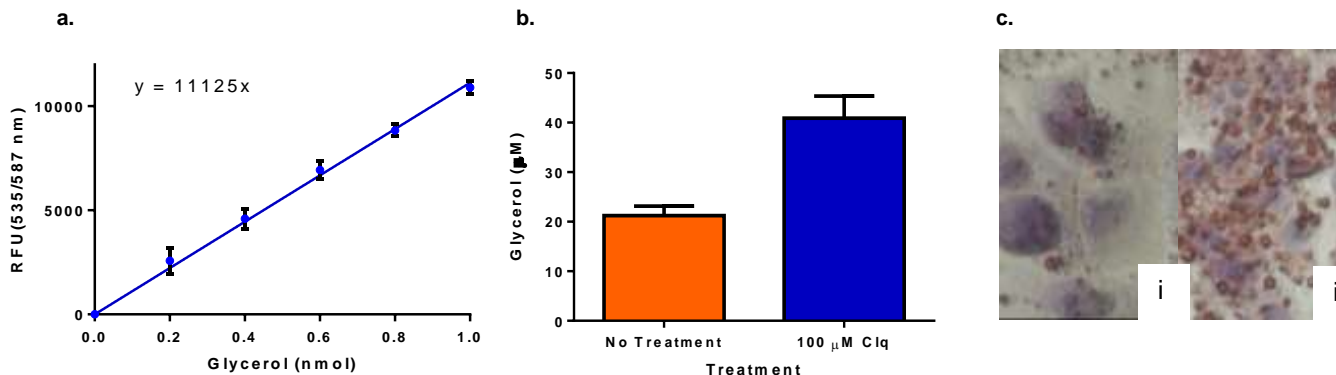 a.
y = 11125x
RFU (535/587 nm)
10000
5000
0
0.0 0.2 0.4 0.6 0.8 1.0
Glycerol (nmol)
b.
Glycerol (μM)
50
40
30
20
10
0
No Treatment 100 μM Clq
Treatment
c.
i
i